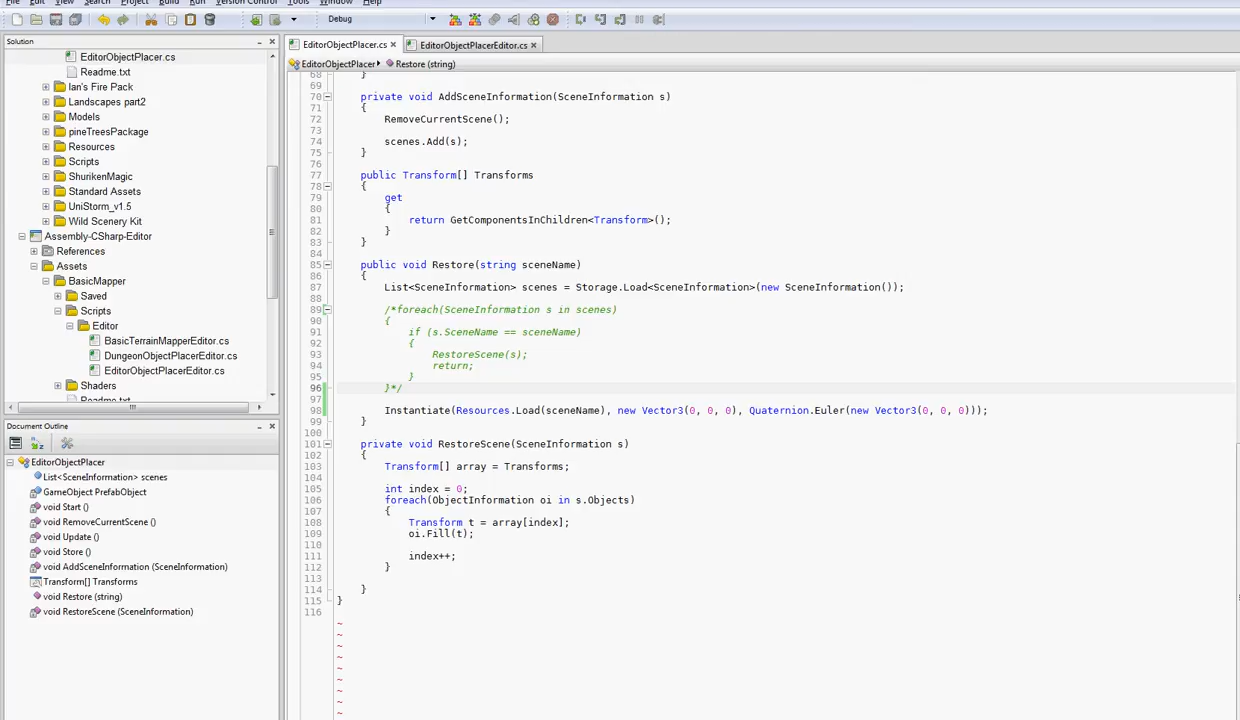 File Edit View Search Project Build Run Version Control Tools Window Help
Debug
Solution
EditorObjectPlacer.cs
Readme.txt
Ian's Fire Pack
Landscapes part2
Models
pineTreesPackage
Resources
Scripts
ShurikenMagic
Standard Assets
UniStorm_v1.5
Wild Scenery Kit
Assembly-CSharp-Editor
References
Assets
BasicMapper
Saved
Scripts
Editor
BasicTerrainMapperEditor.cs
DungeonObjectPlacerEditor.cs
EditorObjectPlacerEditor.cs
Shaders
Readme.txt
Document Outline
EditorObjectPlacer
List<SceneInformation> scenes
GameObject PrefabObject
void Start ()
void RemoveCurrentScene ()
void Update ()
void Store ()
void AddSceneInformation (SceneInformation)
Transform[] Transforms
void Restore (string)
void RestoreScene (SceneInformation)
EditorObjectPlacer.cs × EditorObjectPlacerEditor.cs ×
EditorObjectPlacer Restore (string)
68 }
69
70 private void AddSceneInformation(SceneInformation s)
71 {
72 RemoveCurrentScene();
73
74 scenes.Add(s);
75 }
76
77 public Transform[] Transforms
78 {
79 get
80 {
81 return GetComponentsInChildren<Transform>();
82 }
83 }
84
85 public void Restore(string sceneName)
86 {
87 List<SceneInformation> scenes = Storage.Load<SceneInformation>(new SceneInformation());
88
89 /*foreach(SceneInformation s in scenes)
90 {
91 if (s.SceneName == sceneName)
92 {
93 RestoreScene(s);
94 return;
95 }
96 }*/
97
98 Instantiate(Resources.Load(sceneName), new Vector3(0, 0, 0), Quaternion.Euler(new Vector3(0, 0, 0)));
99 }
100
101 private void RestoreScene(SceneInformation s)
102 {
103 Transform[] array = Transforms;
104
105 int index = 0;
106 foreach(ObjectInformation oi in s.Objects)
107 {
108 Transform t = array[index];
109 oi.Fill(t);
110
111 index++;
112 }
113
114 }
115 }
116
~
~
~
~
~
~
~
~
~